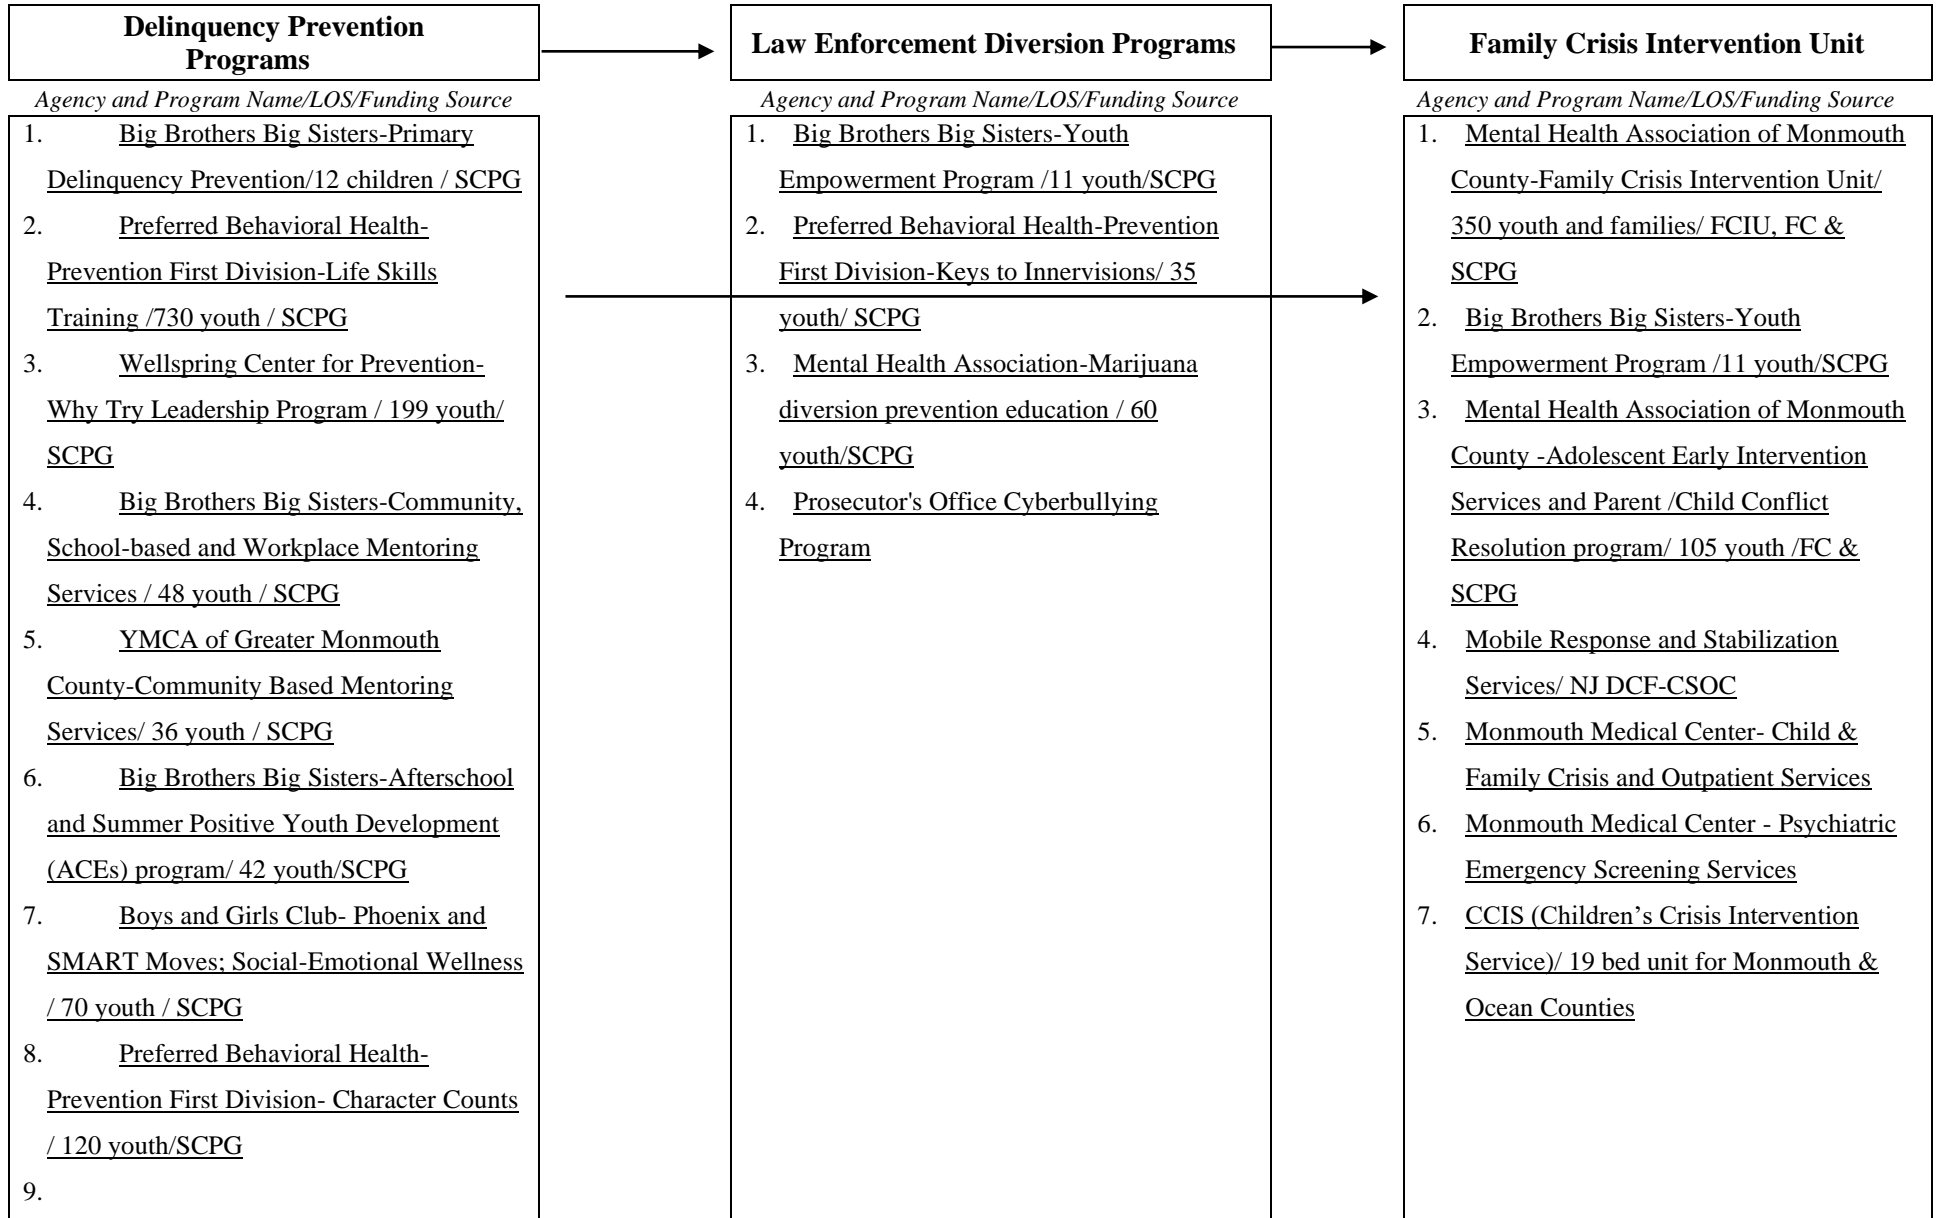 Delinquency Prevention
Programs
Agency and Program Name/LOS/Funding Source
1. Big Brothers Big Sisters-Primary
Delinquency Prevention/12 children / SCPG
2. Preferred Behavioral Health-
Prevention First Division-Life Skills
Training /730 youth / SCPG
3. Wellspring Center for Prevention-
Why Try Leadership Program / 199 youth/
SCPG
4. Big Brothers Big Sisters-Community,
School-based and Workplace Mentoring
Services / 48 youth / SCPG
5. YMCA of Greater Monmouth
County-Community Based Mentoring
Services/ 36 youth / SCPG
6. Big Brothers Big Sisters-Afterschool
and Summer Positive Youth Development
(ACEs) program/ 42 youth/SCPG
7. Boys and Girls Club- Phoenix and
SMART Moves; Social-Emotional Wellness
/ 70 youth / SCPG
8. Preferred Behavioral Health-
Prevention First Division- Character Counts
/ 120 youth/SCPG
9.
Law Enforcement Diversion Programs
Agency and Program Name/LOS/Funding Source
1. Big Brothers Big Sisters-Youth
Empowerment Program /11 youth/SCPG
2. Preferred Behavioral Health-Prevention
First Division-Keys to Innervisions/ 35
youth/ SCPG
3. Mental Health Association-Marijuana
diversion prevention education / 60
youth/SCPG
4. Prosecutor's Office Cyberbullying
Program
Family Crisis Intervention Unit
Agency and Program Name/LOS/Funding Source
1. Mental Health Association of Monmouth
County-Family Crisis Intervention Unit/
350 youth and families/ FCIU, FC &
SCPG
2. Big Brothers Big Sisters-Youth
Empowerment Program /11 youth/SCPG
3. Mental Health Association of Monmouth
County -Adolescent Early Intervention
Services and Parent /Child Conflict
Resolution program/ 105 youth /FC &
SCPG
4. Mobile Response and Stabilization
Services/ NJ DCF-CSOC
5. Monmouth Medical Center- Child &
Family Crisis and Outpatient Services
6. Monmouth Medical Center - Psychiatric
Emergency Screening Services
7. CCIS (Children’s Crisis Intervention
Service)/ 19 bed unit for Monmouth &
Ocean Counties